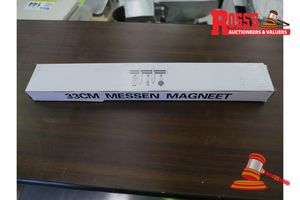 ROSS'S
AUCTIONEERS & VALUERS
33CM MESSEN MAGNEET